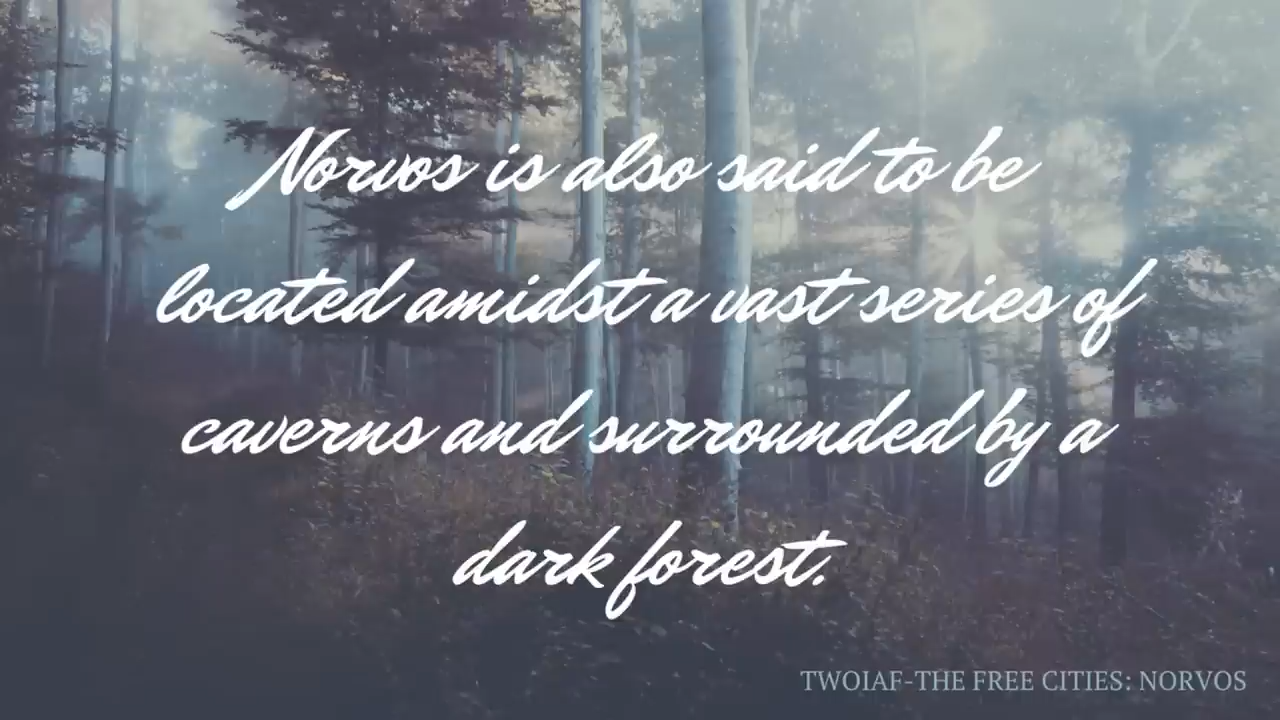 Norvos is also said to be
located amidst a vast series of
caverns and surrounded by a
dark forest.
TWOIAF-THE FREE CITIES: NORVOS